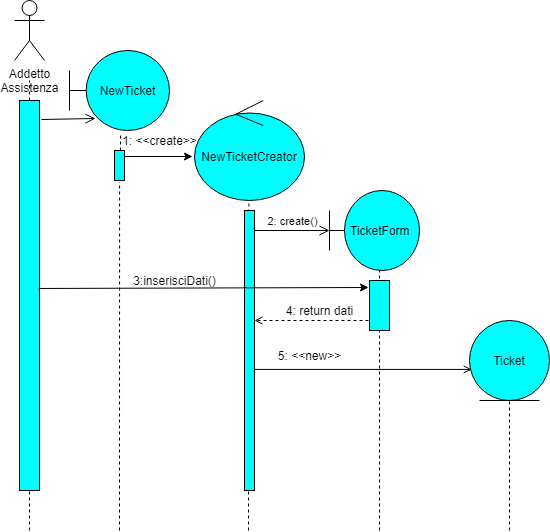 Addetto
Assistenza
NewTicket
1: <<create>>
NewTicketCreator
2: create()
TicketForm
3:inserisciDati()
4: return dati
5: <<new>>
Ticket